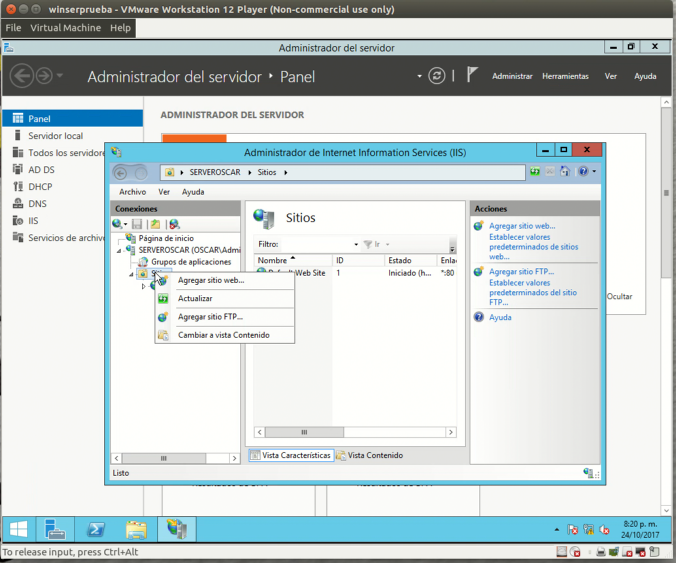 winserprueba - VMware Workstation 12 Player (Non-commercial use only)
File Virtual Machine Help
Administrador del servidor
Administrador del servidor Panel
Administrar Herramientas Ver Ayuda
Panel
Servidor local
Todos los servidore
AD DS
DHCP
DNS
IIS
Servicios de archive
ADMINISTRADOR DEL SERVIDOR
Ocultar
Administrador de Internet Information Services (IIS)
SERVEROSCAR Sitios
Archivo Ver Ayuda
Conexiones
Página de inicio
SERVEROSCAR (OSCAR\Admi
Grupos de aplicaciones
Agregar sitio web...
Actualizar
Agregar sitio FTP...
Cambiar a vista Contenido
Sitios
Filtro: Ir
Nombre ID Estado Enlac
Default Web Site 1 Iniciado (h... *:80
Vista Características Vista Contenido
Acciones
Agregar sitio web...
Establecer valores
predeterminados de sitios
web...
Agregar sitio FTP...
Establecer valores
predeterminados del sitio
FTP...
Ayuda
Listo
8:20 p. m.
24/10/2017
To release input, press Ctrl+Alt